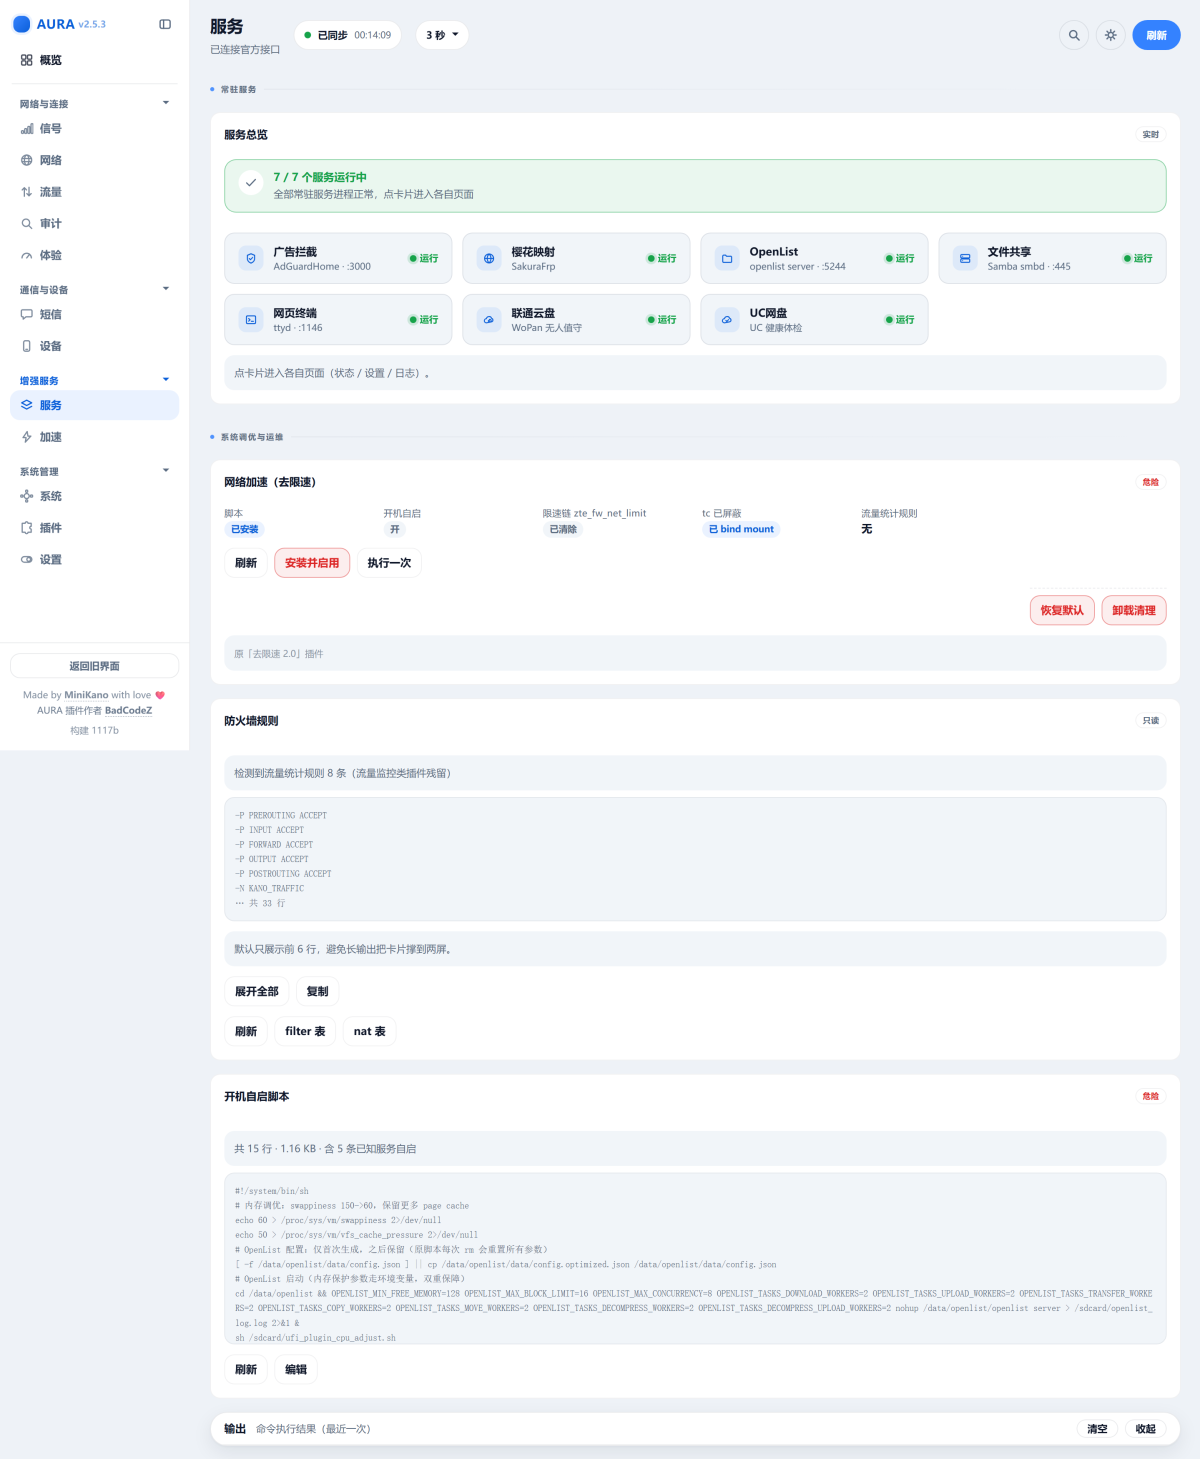 AURA v2.5.3
概览
网络与连接
信号
网络
流量
审计
体验
通信与设备
短信
设备
增强服务
服务
加速
系统管理
系统
插件
设置
返回旧界面
Made by MiniKano with love
AURA 插件作者 BadCodeZ
构建 1117b
服务
已连接官方接口
已同步 00:14:09
3 秒
刷新
常驻服务
服务总览
实时
7 / 7 个服务运行中
全部常驻服务进程正常，点卡片进入各自页面
广告拦截
AdGuardHome · :3000
运行
樱花映射
SakuraFrp
运行
OpenList
openlist server · :5244
运行
文件共享
Samba smbd · :445
运行
网页终端
ttyd · :1146
运行
联通云盘
WoPan 无人值守
运行
UC网盘
UC 健康体检
运行
点卡片进入各自页面（状态 / 设置 / 日志）。
系统调优与运维
网络加速（去限速）
危险
脚本
已安装
开机自启
开
限速链 zte_fw_net_limit
已清除
tc 已屏蔽
已 bind mount
流量统计规则
无
刷新
安装并启用
执行一次
恢复默认
卸载清理
原「去限速 2.0」插件
防火墙规则
只读
检测到流量统计规则 8 条（流量监控类插件残留）
-P PREROUTING ACCEPT
-P INPUT ACCEPT
-P FORWARD ACCEPT
-P OUTPUT ACCEPT
-P POSTROUTING ACCEPT
-N KANO_TRAFFIC
… 共 33 行
默认只展示前 6 行，避免长输出把卡片撑到两屏。
展开全部
复制
刷新
filter 表
nat 表
开机自启脚本
危险
共 15 行 · 1.16 KB · 含 5 条已知服务自启
#!/system/bin/sh
# 内存调优：swappiness 150->60，保留更多 page cache
echo 60 > /proc/sys/vm/swappiness 2>/dev/null
echo 50 > /proc/sys/vm/vfs_cache_pressure 2>/dev/null
# OpenList 配置：仅首次生成，之后保留（原脚本每次 rm 会重置所有参数）
[ -f /data/openlist/data/config.json ] || cp /data/openlist/data/config.optimized.json /data/openlist/data/config.json
# OpenList 启动（内存保护参数走环境变量，双重保障）
cd /data/openlist && OPENLIST_MIN_FREE_MEMORY=128 OPENLIST_MAX_BLOCK_LIMIT=16 OPENLIST_MAX_CONCURRENCY=8 OPENLIST_TASKS_DOWNLOAD_WORKERS=2 OPENLIST_TASKS_UPLOAD_WORKERS=2 OPENLIST_TASKS_TRANSFER_WORKE
RS=2 OPENLIST_TASKS_COPY_WORKERS=2 OPENLIST_TASKS_MOVE_WORKERS=2 OPENLIST_TASKS_DECOMPRESS_WORKERS=2 OPENLIST_TASKS_DECOMPRESS_UPLOAD_WORKERS=2 nohup /data/openlist/openlist server > /sdcard/openlist_
log.log 2>&1 &
sh /sdcard/ufi_plugin_cpu_adjust.sh
刷新
编辑
输出
命令执行结果（最近一次）
清空
收起